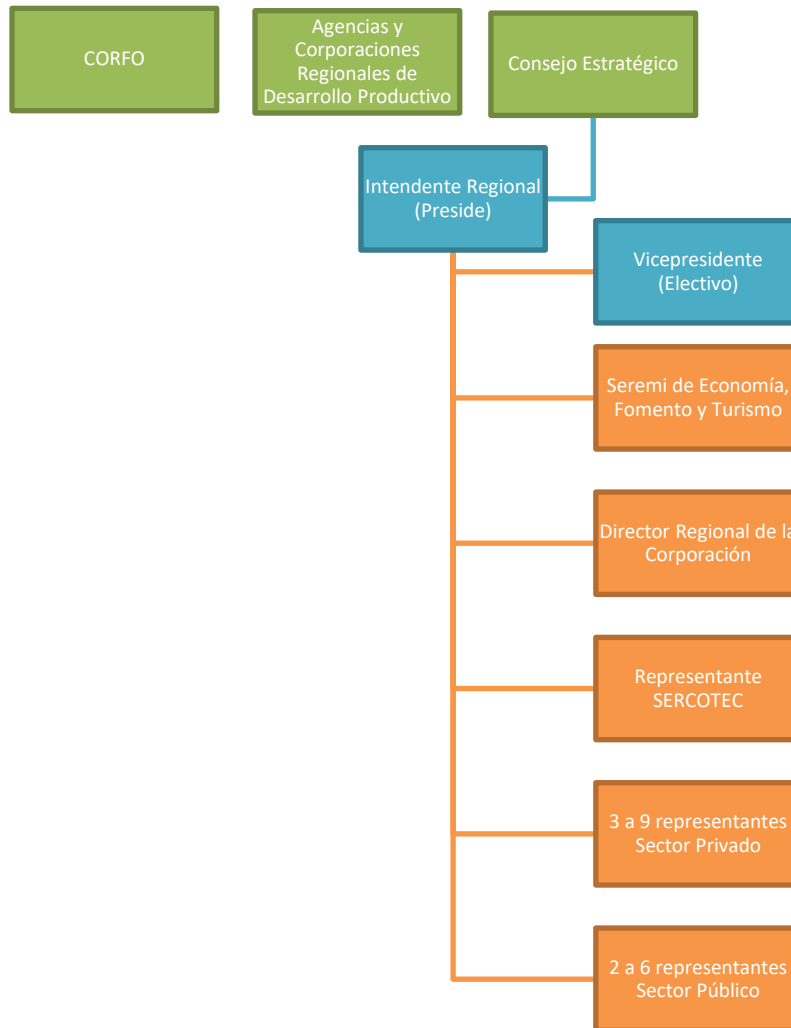 CORFO
Agencias y
Corporaciones
Regionales de
Desarrollo Productivo
Consejo Estratégico
Intendente Regional
(Preside)
Vicepresidente
(Electivo)
Seremi de Economía,
Fomento y Turismo
Director Regional de la
Corporación
Representante
SERCOTEC
3 a 9 representantes
Sector Privado
2 a 6 representantes
Sector Público